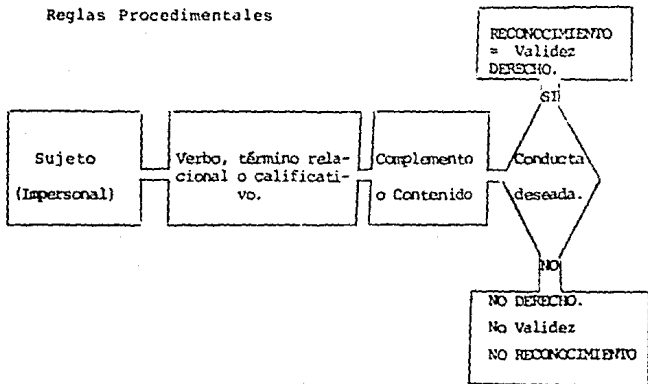 Reglas Procedimentales
RECONOCIMIENTO
= Validez
DERECHO.
SI
Sujeto
(Impersonal)
Verbo, término rela-
cional o calificati-
vo.
Complemento
o Contenido
Conducta
deseada.
NO
NO DERECHO.
No Validez
NO RECONOCIMIENTO